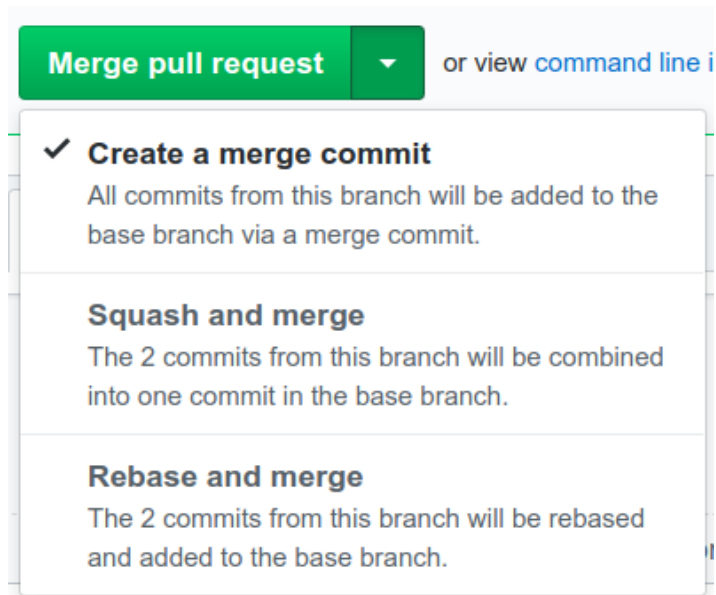 Merge pull request
or view command line
Create a merge commit
All commits from this branch will be added to the
base branch via a merge commit.
Squash and merge
The 2 commits from this branch will be combined
into one commit in the base branch.
Rebase and merge
The 2 commits from this branch will be rebased
and added to the base branch.